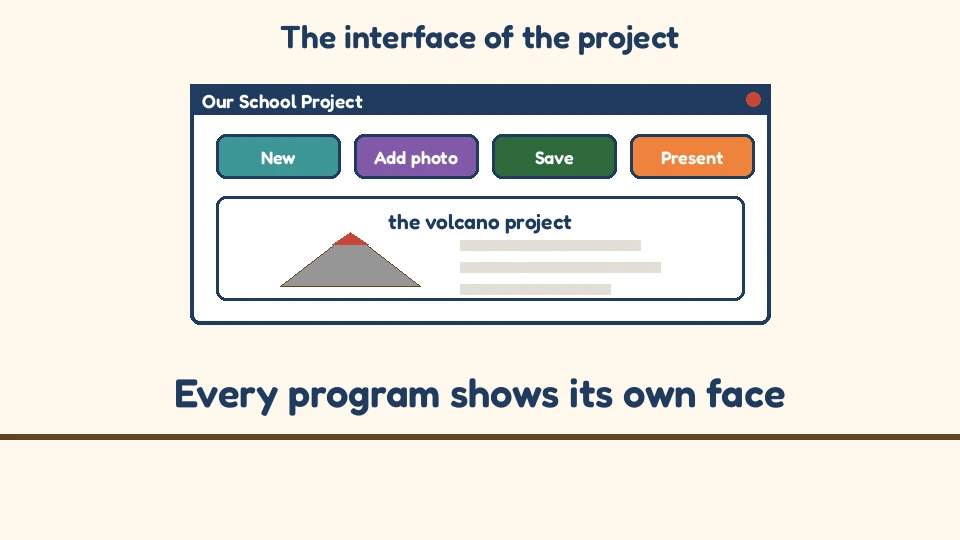 The interface of the project
Our School Project
New
Add photo
Save
Present
the volcano project
Every program shows its own face